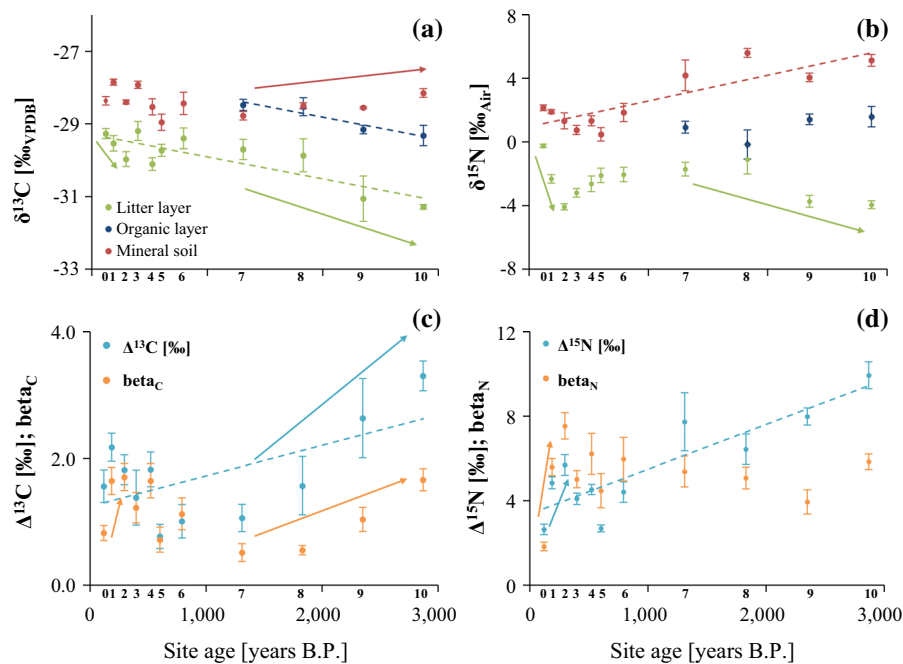 (a)
-27
-29
-31
-33
δ¹³C [‰VPDB]
Litter layer
Organic layer
Mineral soil
0 1 2 3 4 5 6 7 8 9 10
(b)
8
4
0
-4
-8
δ¹⁵N [‰Air]
0 1 2 3 4 5 6 7 8 9 10
(c)
4.0
2.0
0.0
Δ¹³C [‰]; beta_C
Δ¹³C [‰]
beta_C
0 1 2 3 4 5 6 7 8 9 10
0 1,000 2,000 3,000
Site age [years B.P.]
(d)
12
8
4
0
Δ¹⁵N [‰]; beta_N
Δ¹⁵N [‰]
beta_N
0 1 2 3 4 5 6 7 8 9 10
0 1,000 2,000 3,000
Site age [years B.P.]